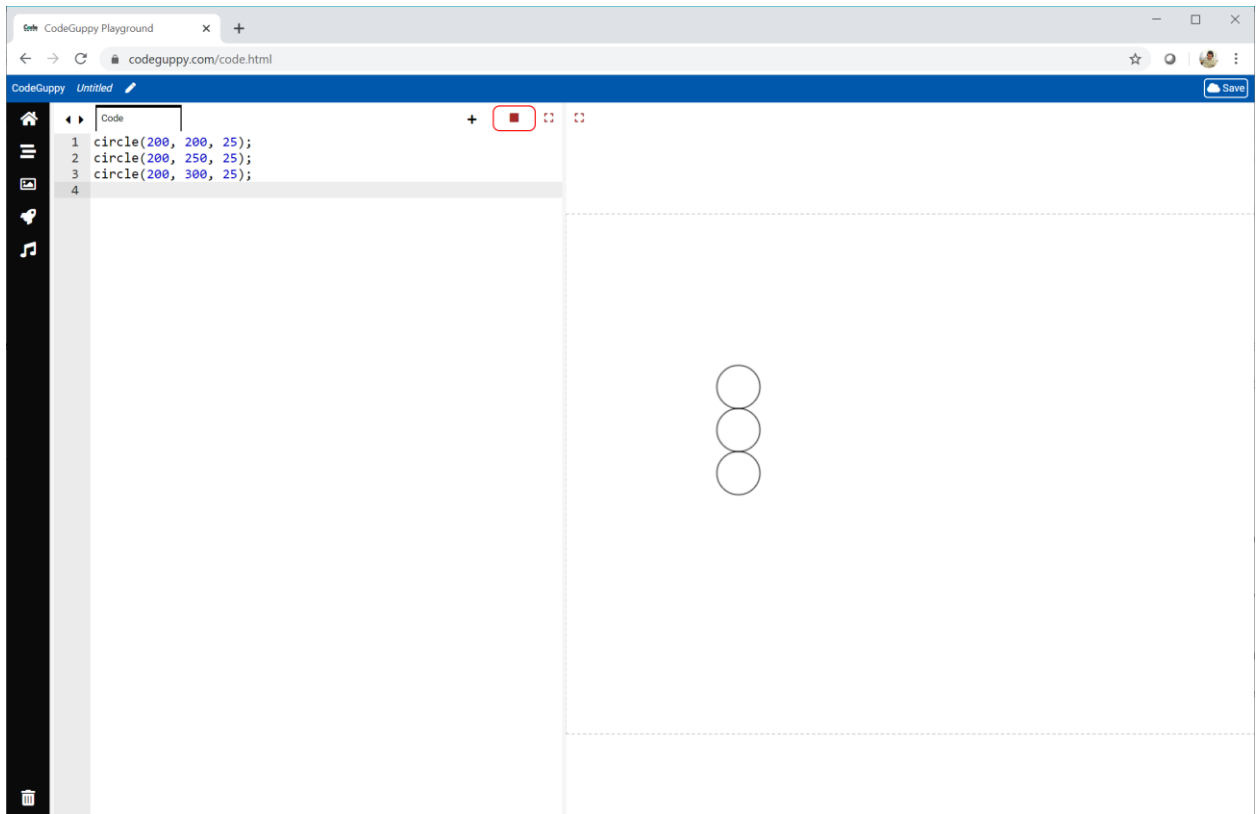 CodeGuppy Playground
codeguppy.com/code.html
CodeGuppy Untitled
Save
Code
1 circle(200, 200, 25);
2 circle(200, 250, 25);
3 circle(200, 300, 25);
4